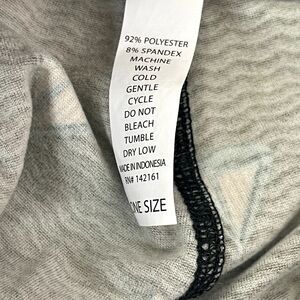 92% POLYESTER
8% SPANDEX
MACHINE
WASH
COLD
GENTLE
CYCLE
DO NOT
BLEACH
TUMBLE
DRY LOW
MADE IN INDONESIA
RN# 142161
ONE SIZE